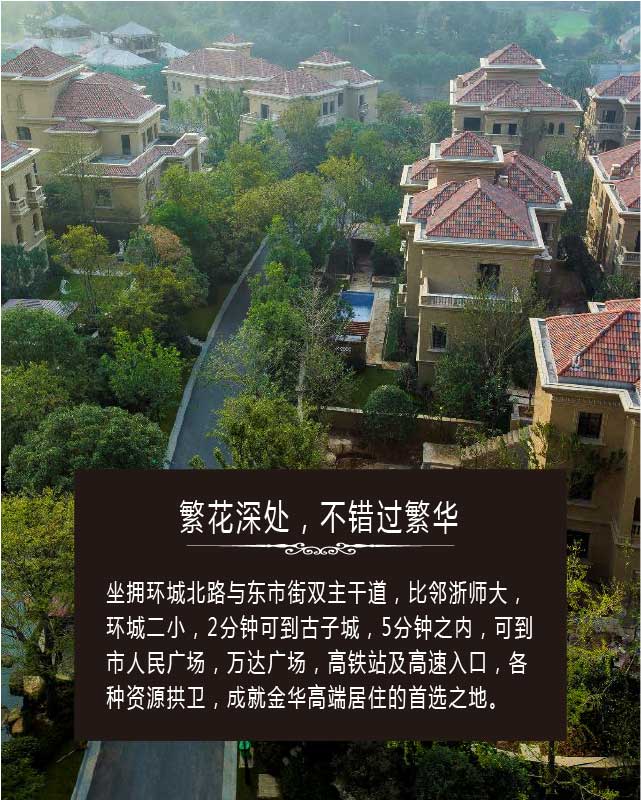 繁花深处，不错过繁华
坐拥环城北路与东市街双主干道，比邻浙师大，
环城二小，2分钟可到古子城，5分钟之内，可到
市人民广场，万达广场，高铁站及高速入口，各
种资源拱卫，成就金华高端居住的首选之地。